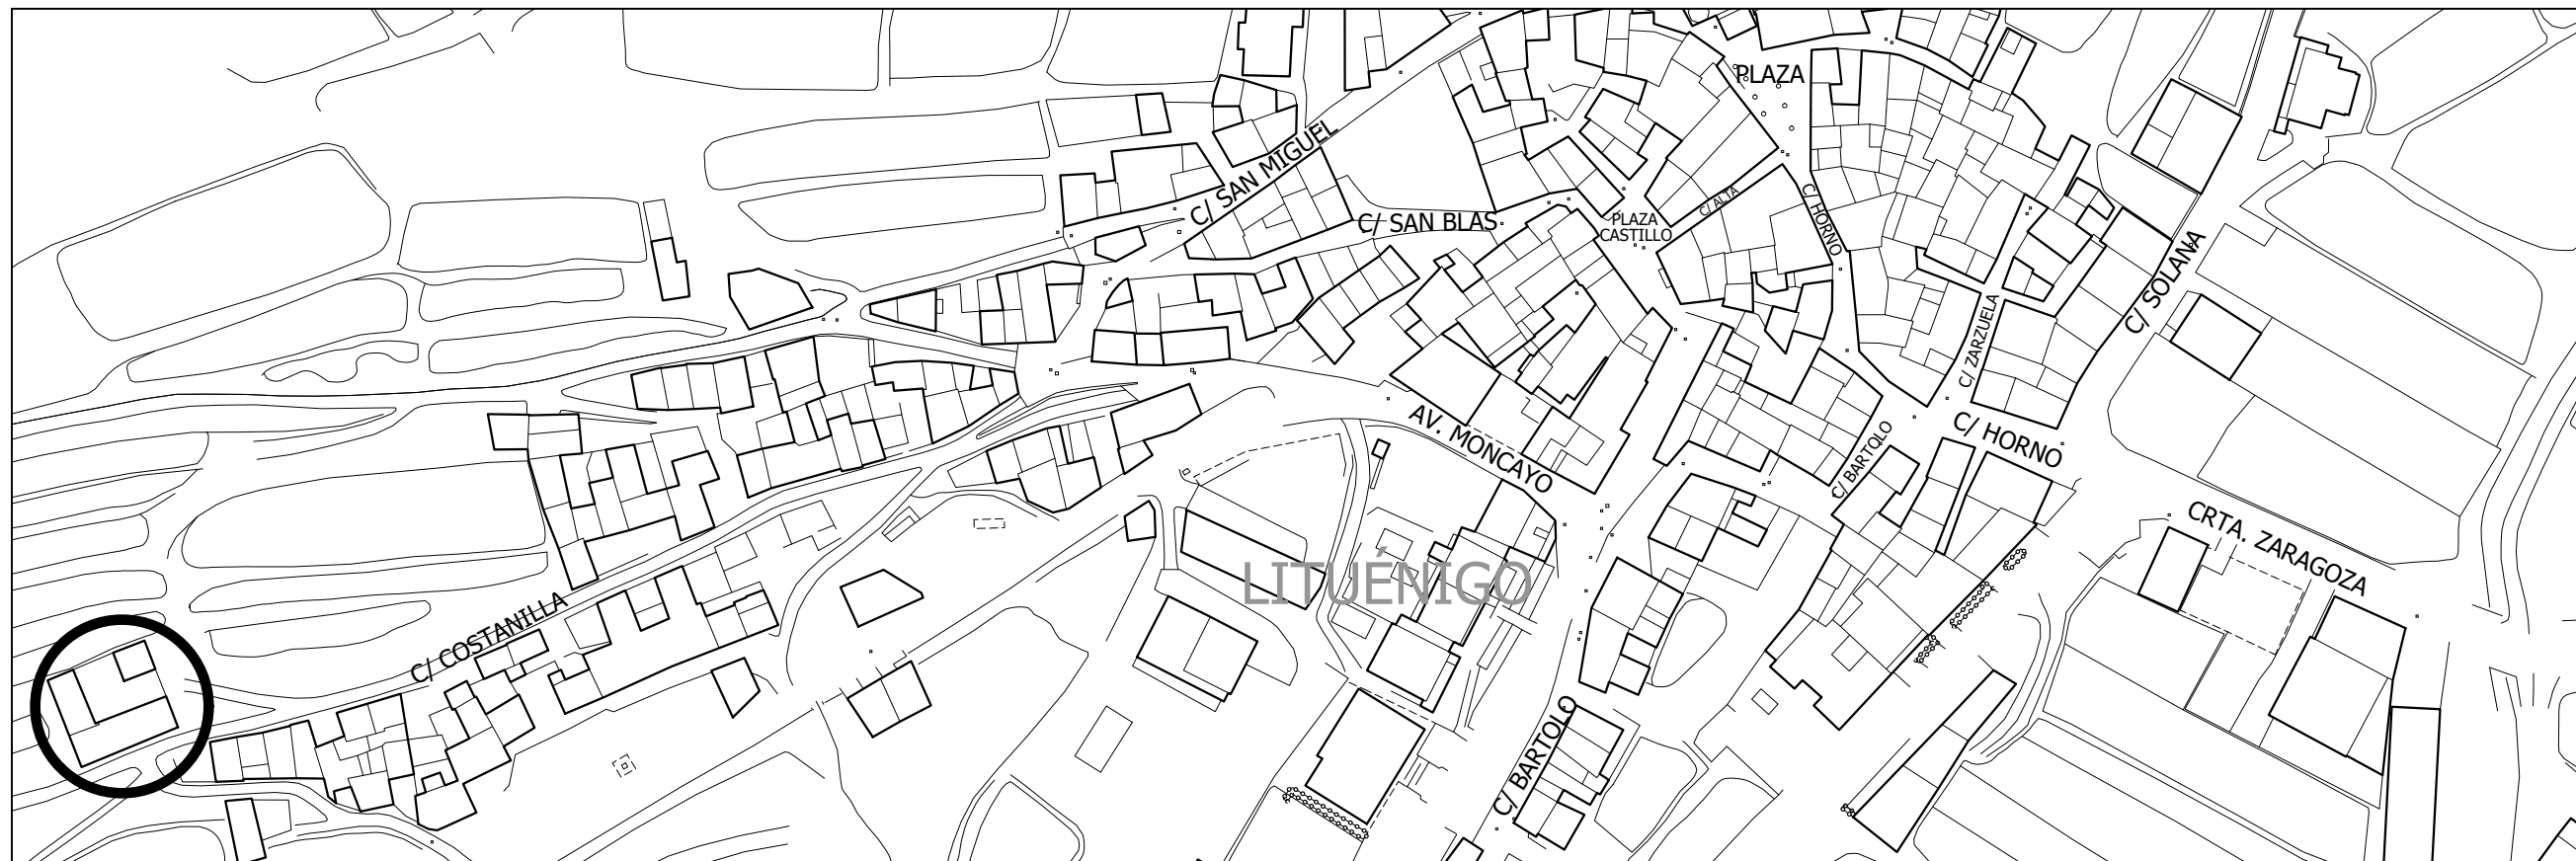 PLAZA
C/ SAN MIGUEL
C/ ALTA
C/ HORNO
C/ SAN BLAS
PLAZA
CASTILLO
C/ SOLANA
C/ ZARZUELA
AV. MONCAYO
C/ HORNO
C/ BARTOLO
CRTA. ZARAGOZA
LITUÉNIGO
C/ COSTANILLA
C/ BARTOLO